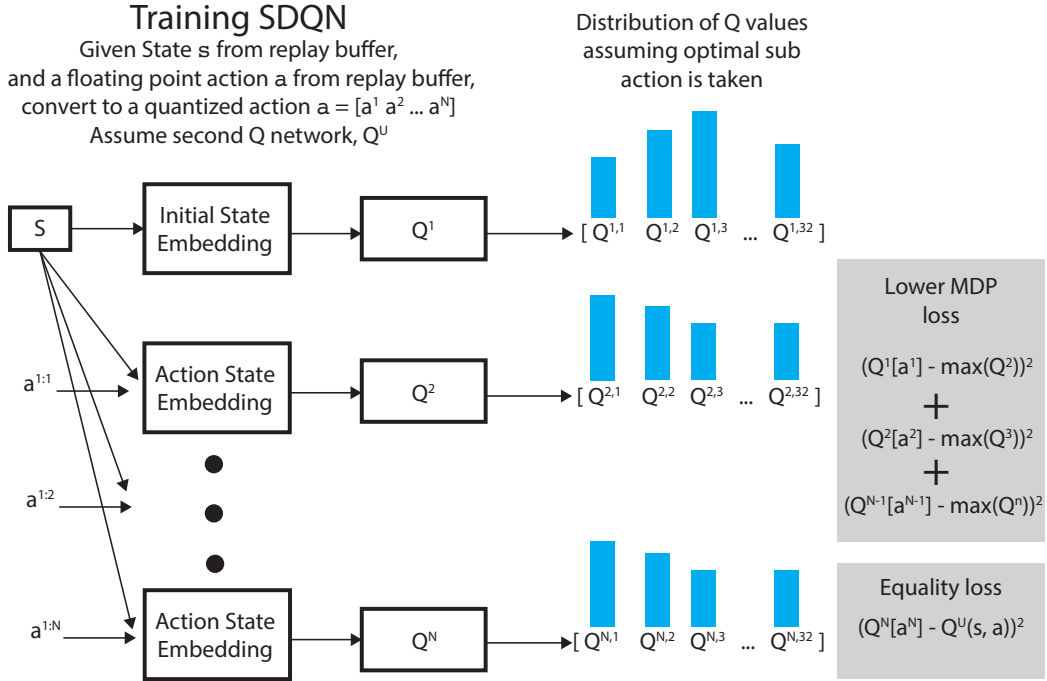 Training SDQN
Given State s from replay buffer,
and a floating point action a from replay buffer,
convert to a quantized action a = [a¹ a² ... aᴺ]
Assume second Q network, Qᵁ
Distribution of Q values
assuming optimal sub
action is taken
S
Initial State
Embedding
Q¹
[ Q¹,¹ Q¹,² Q¹,³ ... Q¹,³² ]
a¹:¹
Action State
Embedding
Q²
[ Q²,¹ Q²,² Q²,³ ... Q²,³² ]
a¹:²
a¹:ᴺ
Action State
Embedding
Qᴺ
[ Qᴺ,¹ Qᴺ,² Qᴺ,³ ... Qᴺ,³² ]
Lower MDP
loss
(Q¹[a¹] - max(Q²))²
+
(Q²[a²] - max(Q³))²
+
(Qᴺ⁻¹[aᴺ⁻¹] - max(Qⁿ))²
Equality loss
(Qᴺ[aᴺ] - Qᵁ(s, a))²